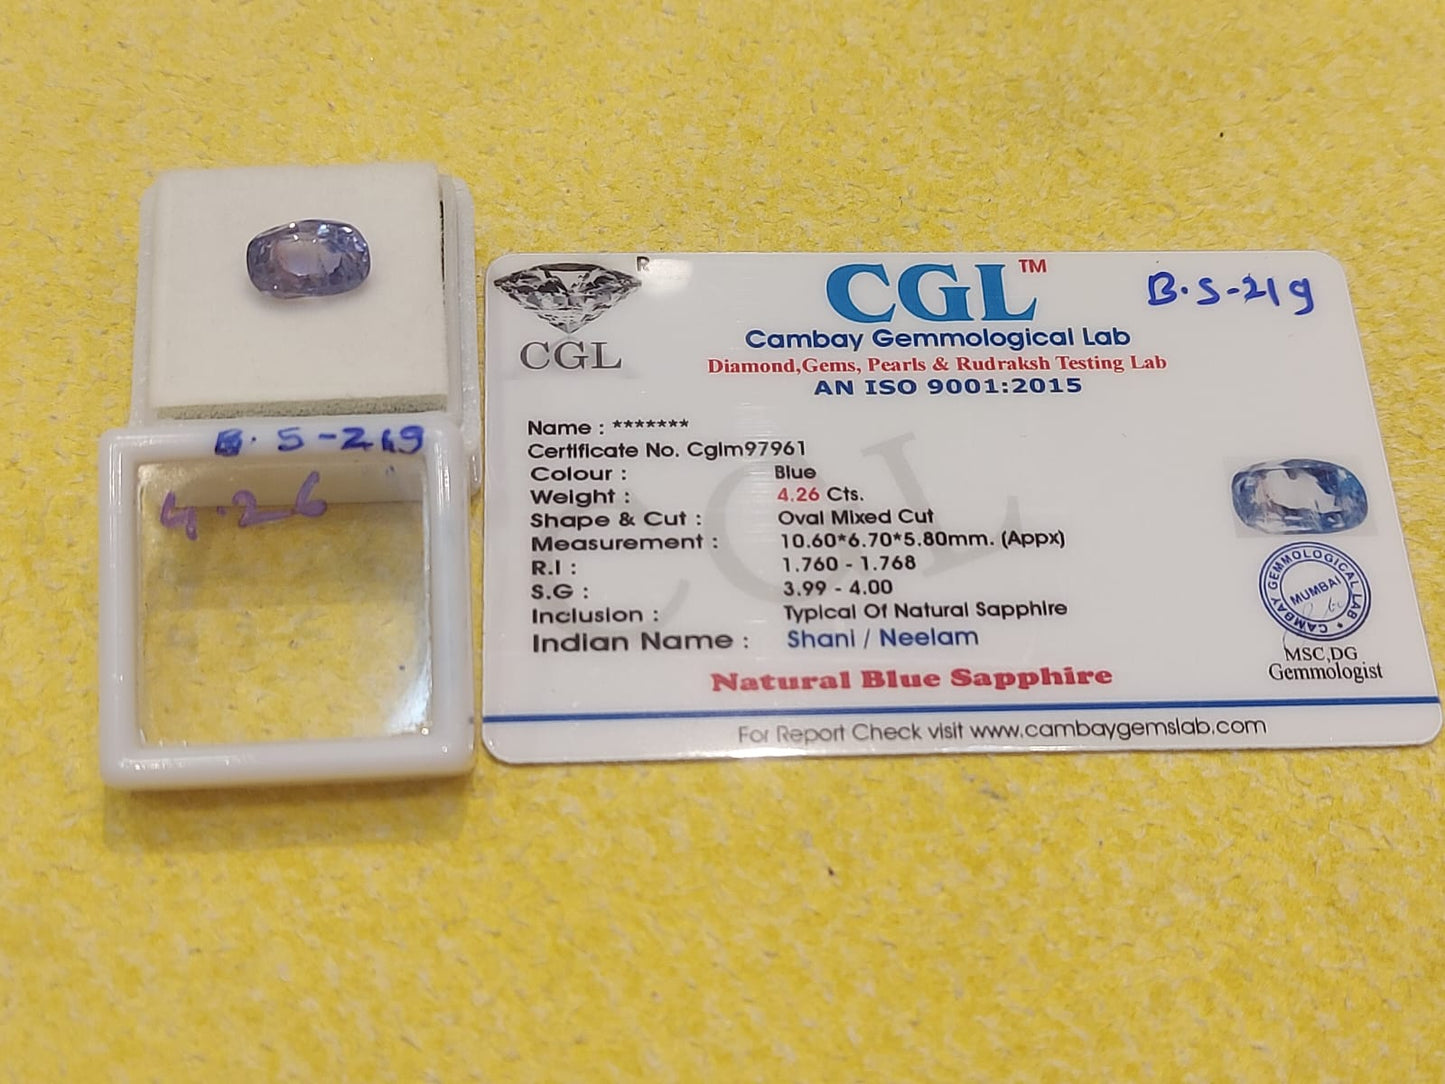 B.S-219
4.26
R
CGL
CGL™
B.S-219
Cambay Gemmological Lab
Diamond,Gems, Pearls & Rudraksh Testing Lab
AN ISO 9001:2015
Name : *******
Certificate No. Cglm97961
Colour : Blue
Weight : 4.26 Cts.
Shape & Cut : Oval Mixed Cut
Measurement : 10.60*6.70*5.80mm. (Appx)
R.I : 1.760 - 1.768
S.G : 3.99 - 4.00
Inclusion : Typical Of Natural Sapphire
Indian Name : Shani / Neelam
Natural Blue Sapphire
CGL
CAMBAY GEMOLOGICAL LAB
MUMBAI
MSC,DG
Gemmologist
For Report Check visit www.cambaygemslab.com